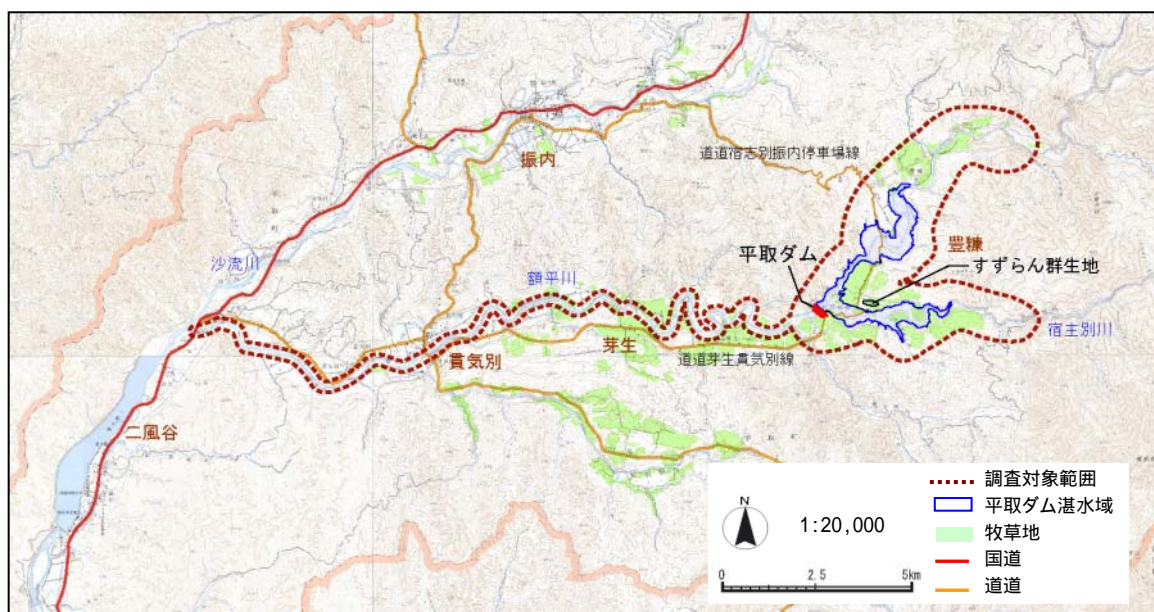 道道宿志別振内停車場線
振内
平取ダム
豊糠
すずらん群生地
沙流川
額平川
宿主別川
芽生
貫気別
道道芽生貫気別線
二風谷
N
1:20,000
0 2.5 5km
調査対象範囲
平取ダム湛水域
牧草地
国道
道道